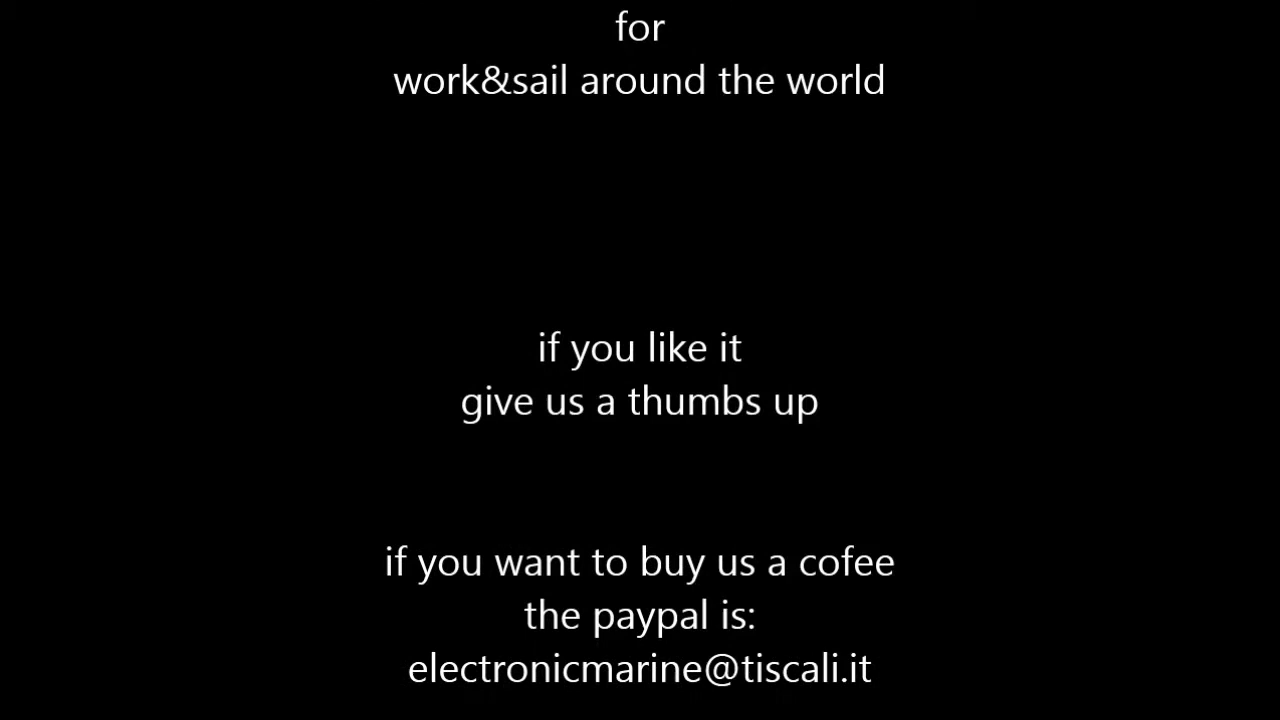 for
work&sail around the world
if you like it
give us a thumbs up
if you want to buy us a cofee
the paypal is:
electronicmarine@tiscali.it